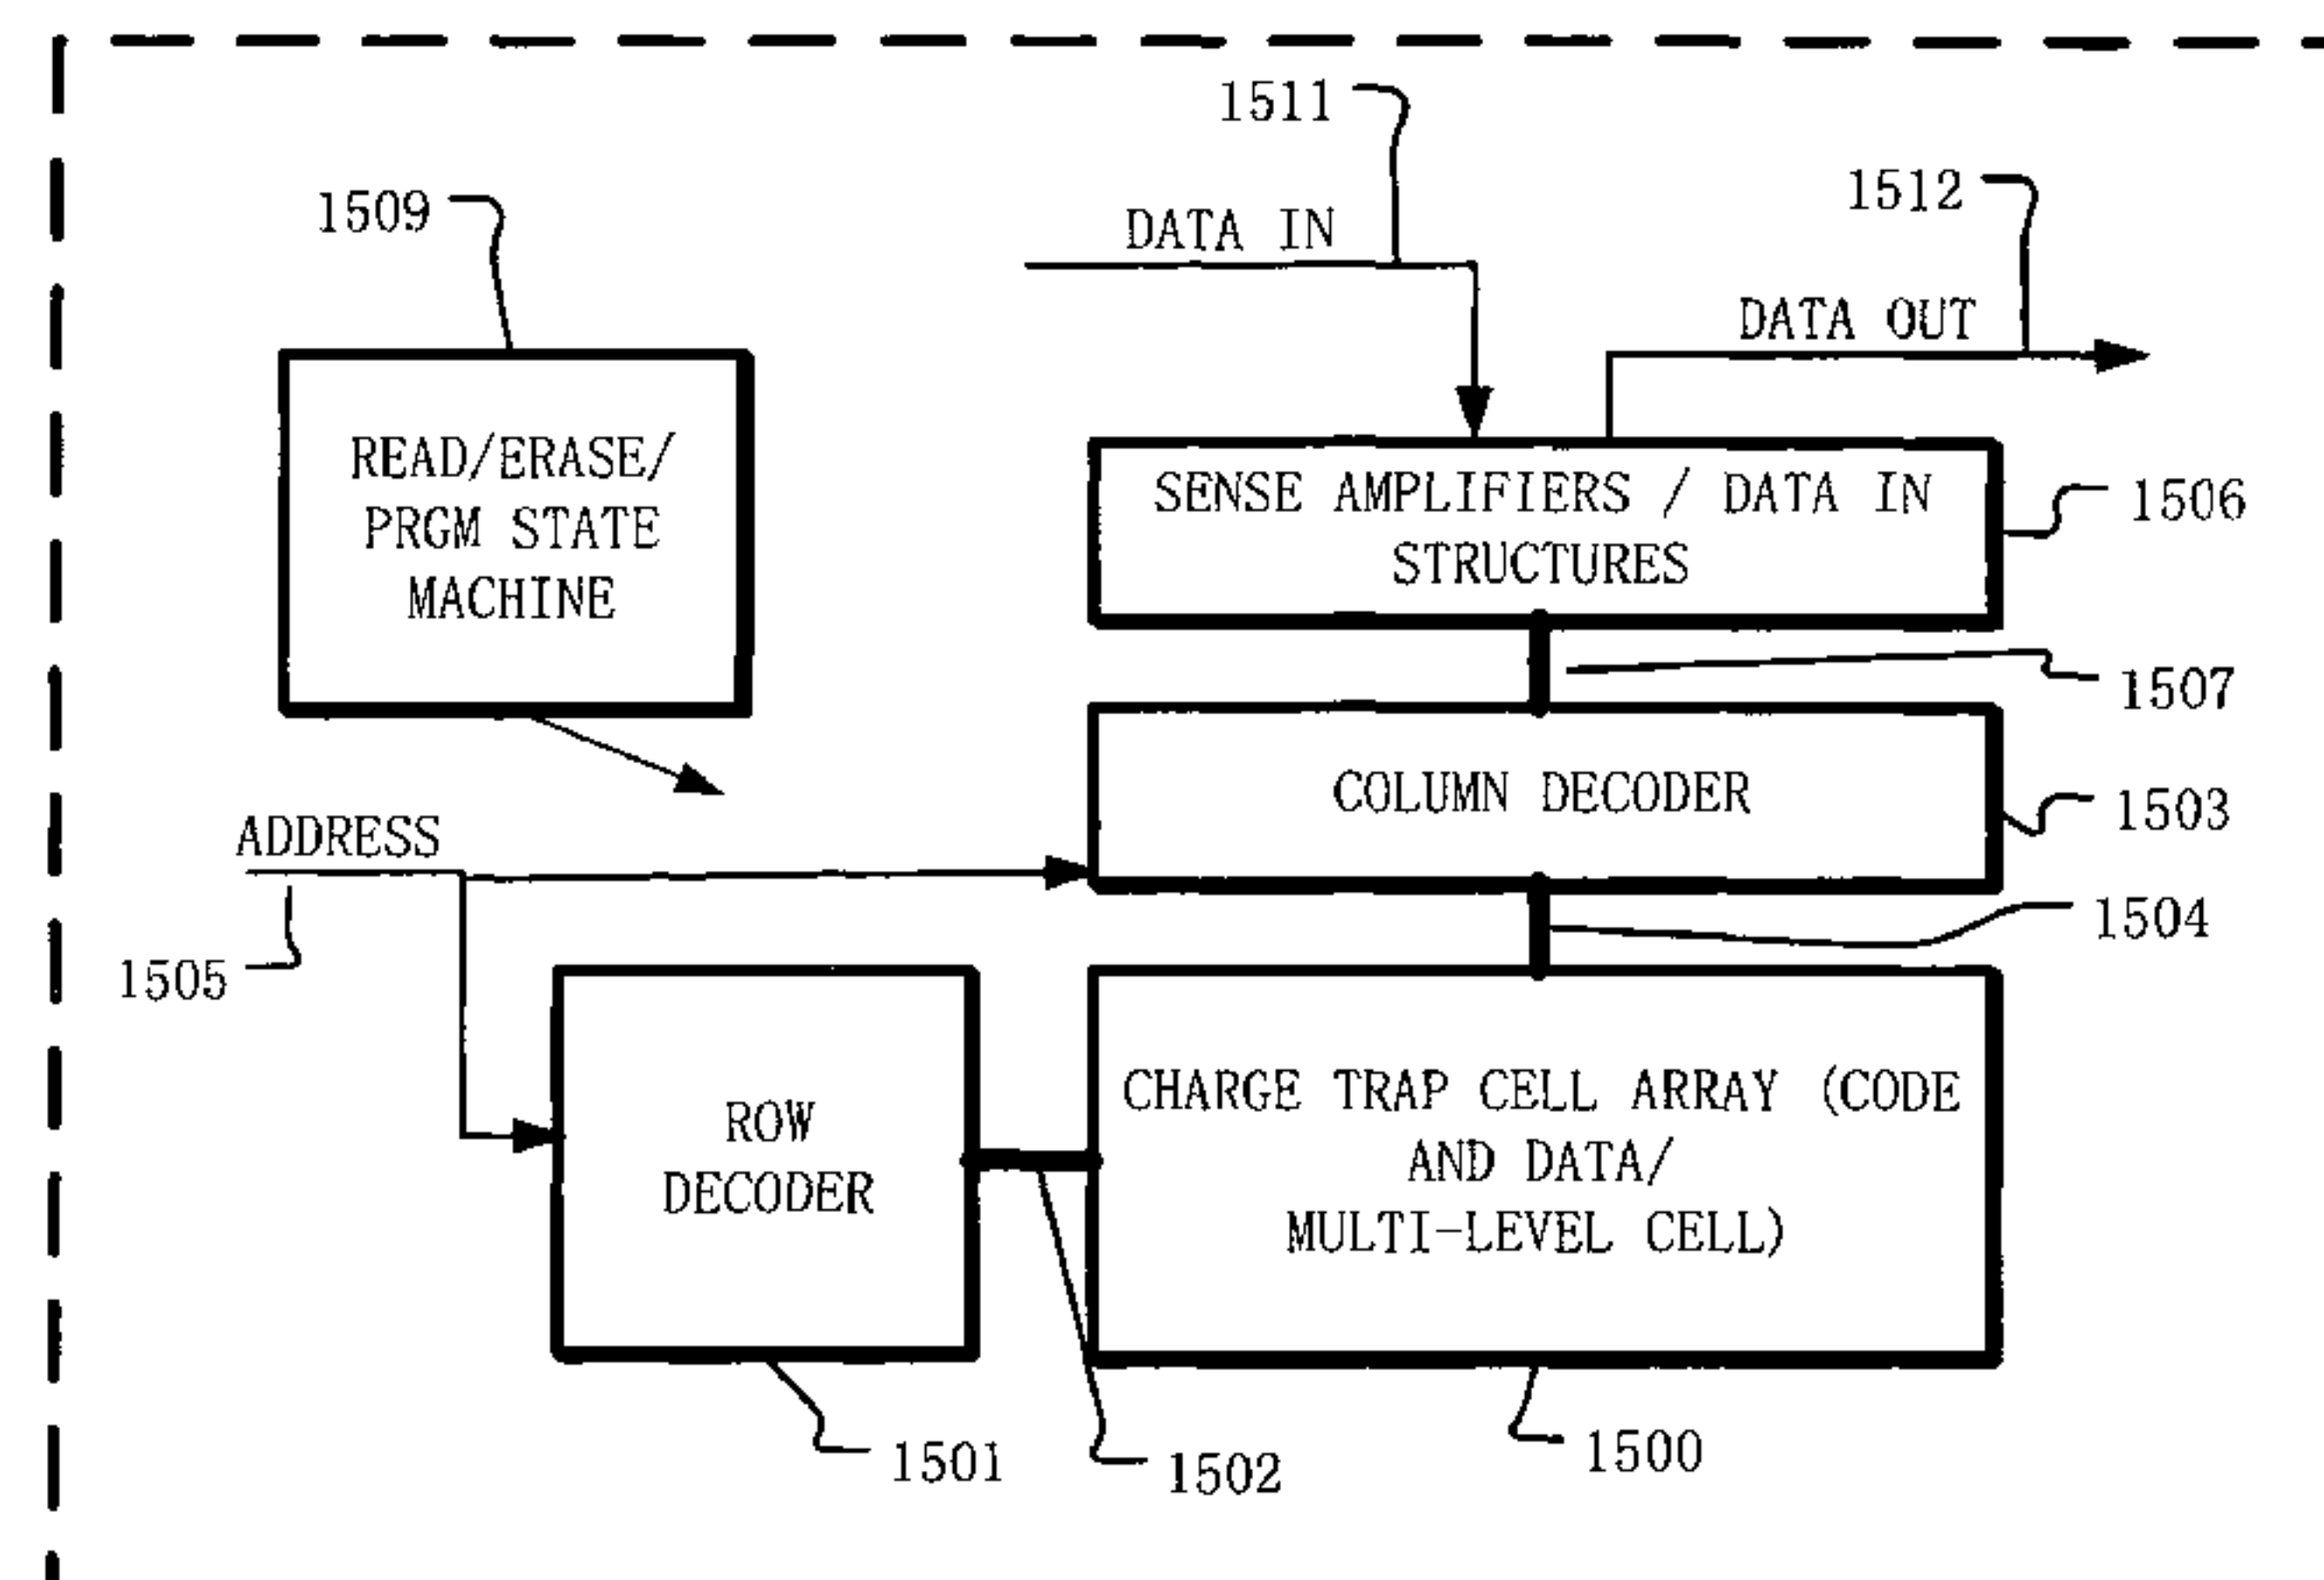 1511
1512
1509
DATA IN
DATA OUT
READ/ERASE/
PRGM STATE
MACHINE
SENSE AMPLIFIERS / DATA IN
STRUCTURES
1506
1507
COLUMN DECODER
1503
ADDRESS
1504
1505
ROW
DECODER
CHARGE TRAP CELL ARRAY (CODE
AND DATA/
MULTI-LEVEL CELL)
1501
1502
1500